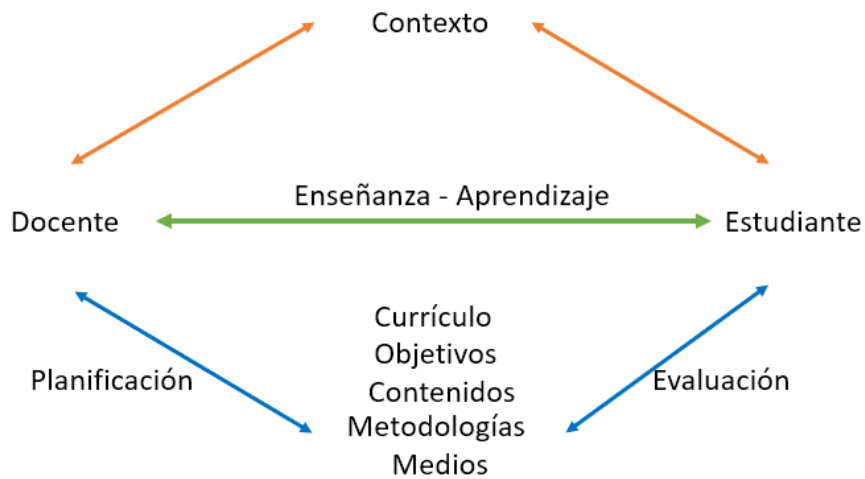 Contexto
Enseñanza - Aprendizaje
Docente
Estudiante
Currículo
Objetivos
Planificación
Contenidos
Evaluación
Metodologías
Medios